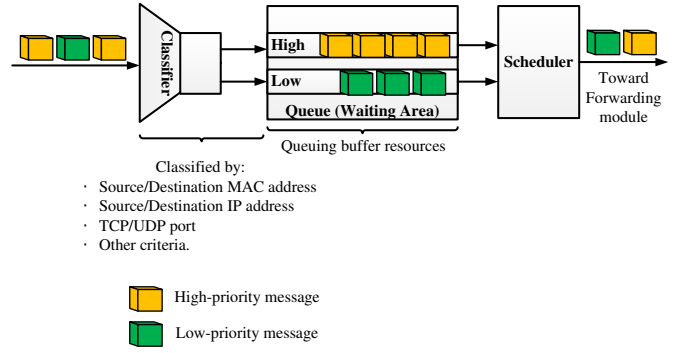 Classifier
High
Low
Queue (Waiting Area)
Scheduler
Toward
Forwarding
module
Queuing buffer resources
Classified by:
· Source/Destination MAC address
· Source/Destination IP address
· TCP/UDP port
· Other criteria.
High-priority message
Low-priority message